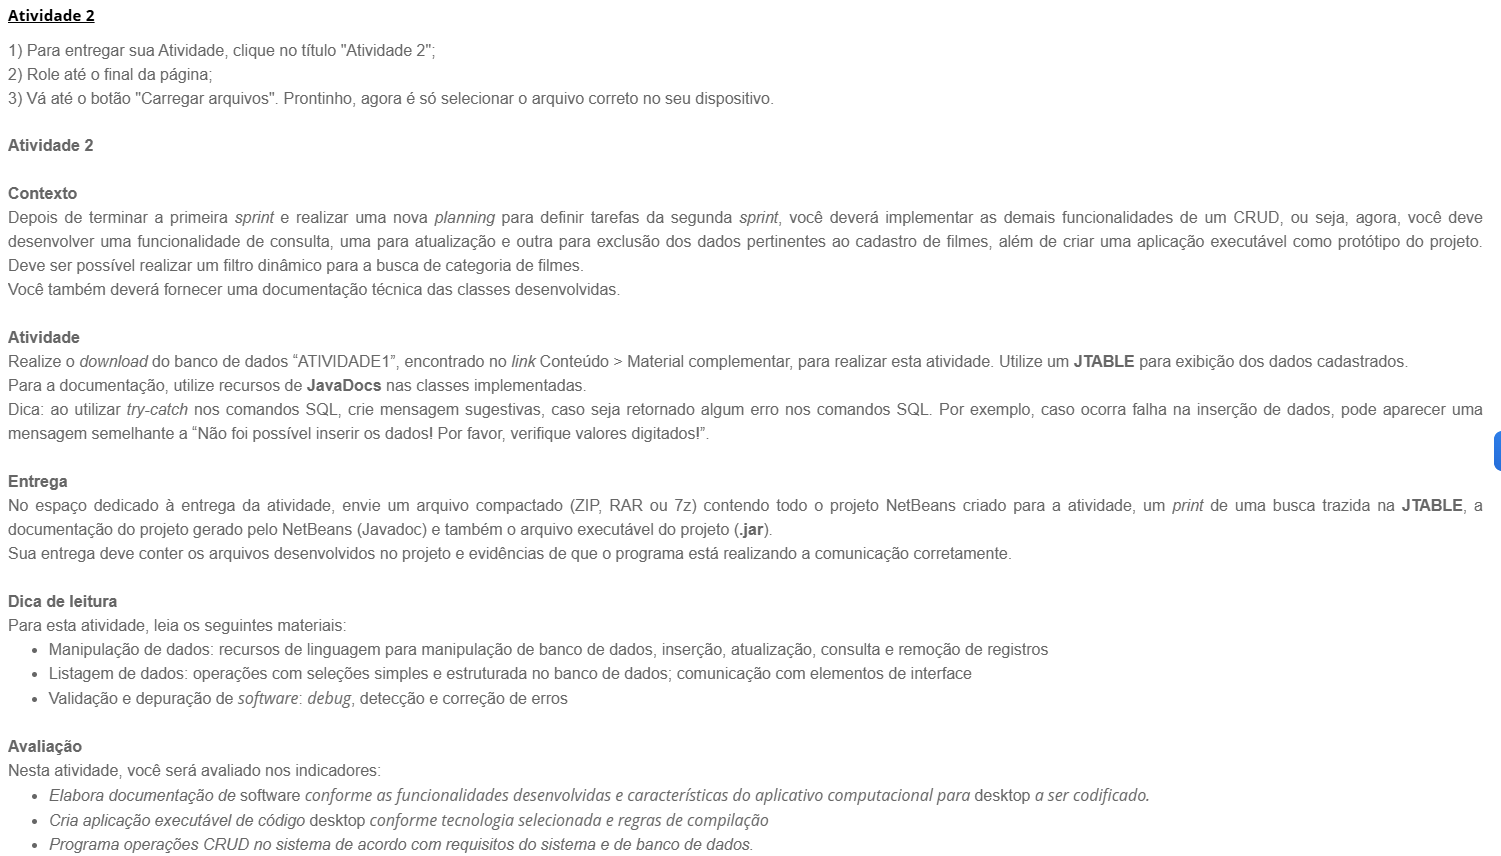 Atividade 2
1) Para entregar sua Atividade, clique no título "Atividade 2";
2) Role até o final da página;
3) Vá até o botão "Carregar arquivos". Prontinho, agora é só selecionar o arquivo correto no seu dispositivo.
Atividade 2
Contexto
Depois de terminar a primeira sprint e realizar uma nova planning para definir tarefas da segunda sprint, você deverá implementar as demais funcionalidades de um CRUD, ou seja, agora, você deve
desenvolver uma funcionalidade de consulta, uma para atualização e outra para exclusão dos dados pertinentes ao cadastro de filmes, além de criar uma aplicação executável como protótipo do projeto.
Deve ser possível realizar um filtro dinâmico para a busca de categoria de filmes.
Você também deverá fornecer uma documentação técnica das classes desenvolvidas.
Atividade
Realize o download do banco de dados “ATIVIDADE1”, encontrado no link Conteúdo > Material complementar, para realizar esta atividade. Utilize um JTABLE para exibição dos dados cadastrados.
Para a documentação, utilize recursos de JavaDocs nas classes implementadas.
Dica: ao utilizar try-catch nos comandos SQL, crie mensagem sugestivas, caso seja retornado algum erro nos comandos SQL. Por exemplo, caso ocorra falha na inserção de dados, pode aparecer uma
mensagem semelhante a “Não foi possível inserir os dados! Por favor, verifique valores digitados!”.
Entrega
No espaço dedicado à entrega da atividade, envie um arquivo compactado (ZIP, RAR ou 7z) contendo todo o projeto NetBeans criado para a atividade, um print de uma busca trazida na JTABLE, a
documentação do projeto gerado pelo NetBeans (Javadoc) e também o arquivo executável do projeto (.jar).
Sua entrega deve conter os arquivos desenvolvidos no projeto e evidências de que o programa está realizando a comunicação corretamente.
Dica de leitura
Para esta atividade, leia os seguintes materiais:
• Manipulação de dados: recursos de linguagem para manipulação de banco de dados, inserção, atualização, consulta e remoção de registros
• Listagem de dados: operações com seleções simples e estruturada no banco de dados; comunicação com elementos de interface
• Validação e depuração de software: debug, detecção e correção de erros
Avaliação
Nesta atividade, você será avaliado nos indicadores:
• Elabora documentação de software conforme as funcionalidades desenvolvidas e características do aplicativo computacional para desktop a ser codificado.
• Cria aplicação executável de código desktop conforme tecnologia selecionada e regras de compilação
• Programa operações CRUD no sistema de acordo com requisitos do sistema e de banco de dados.